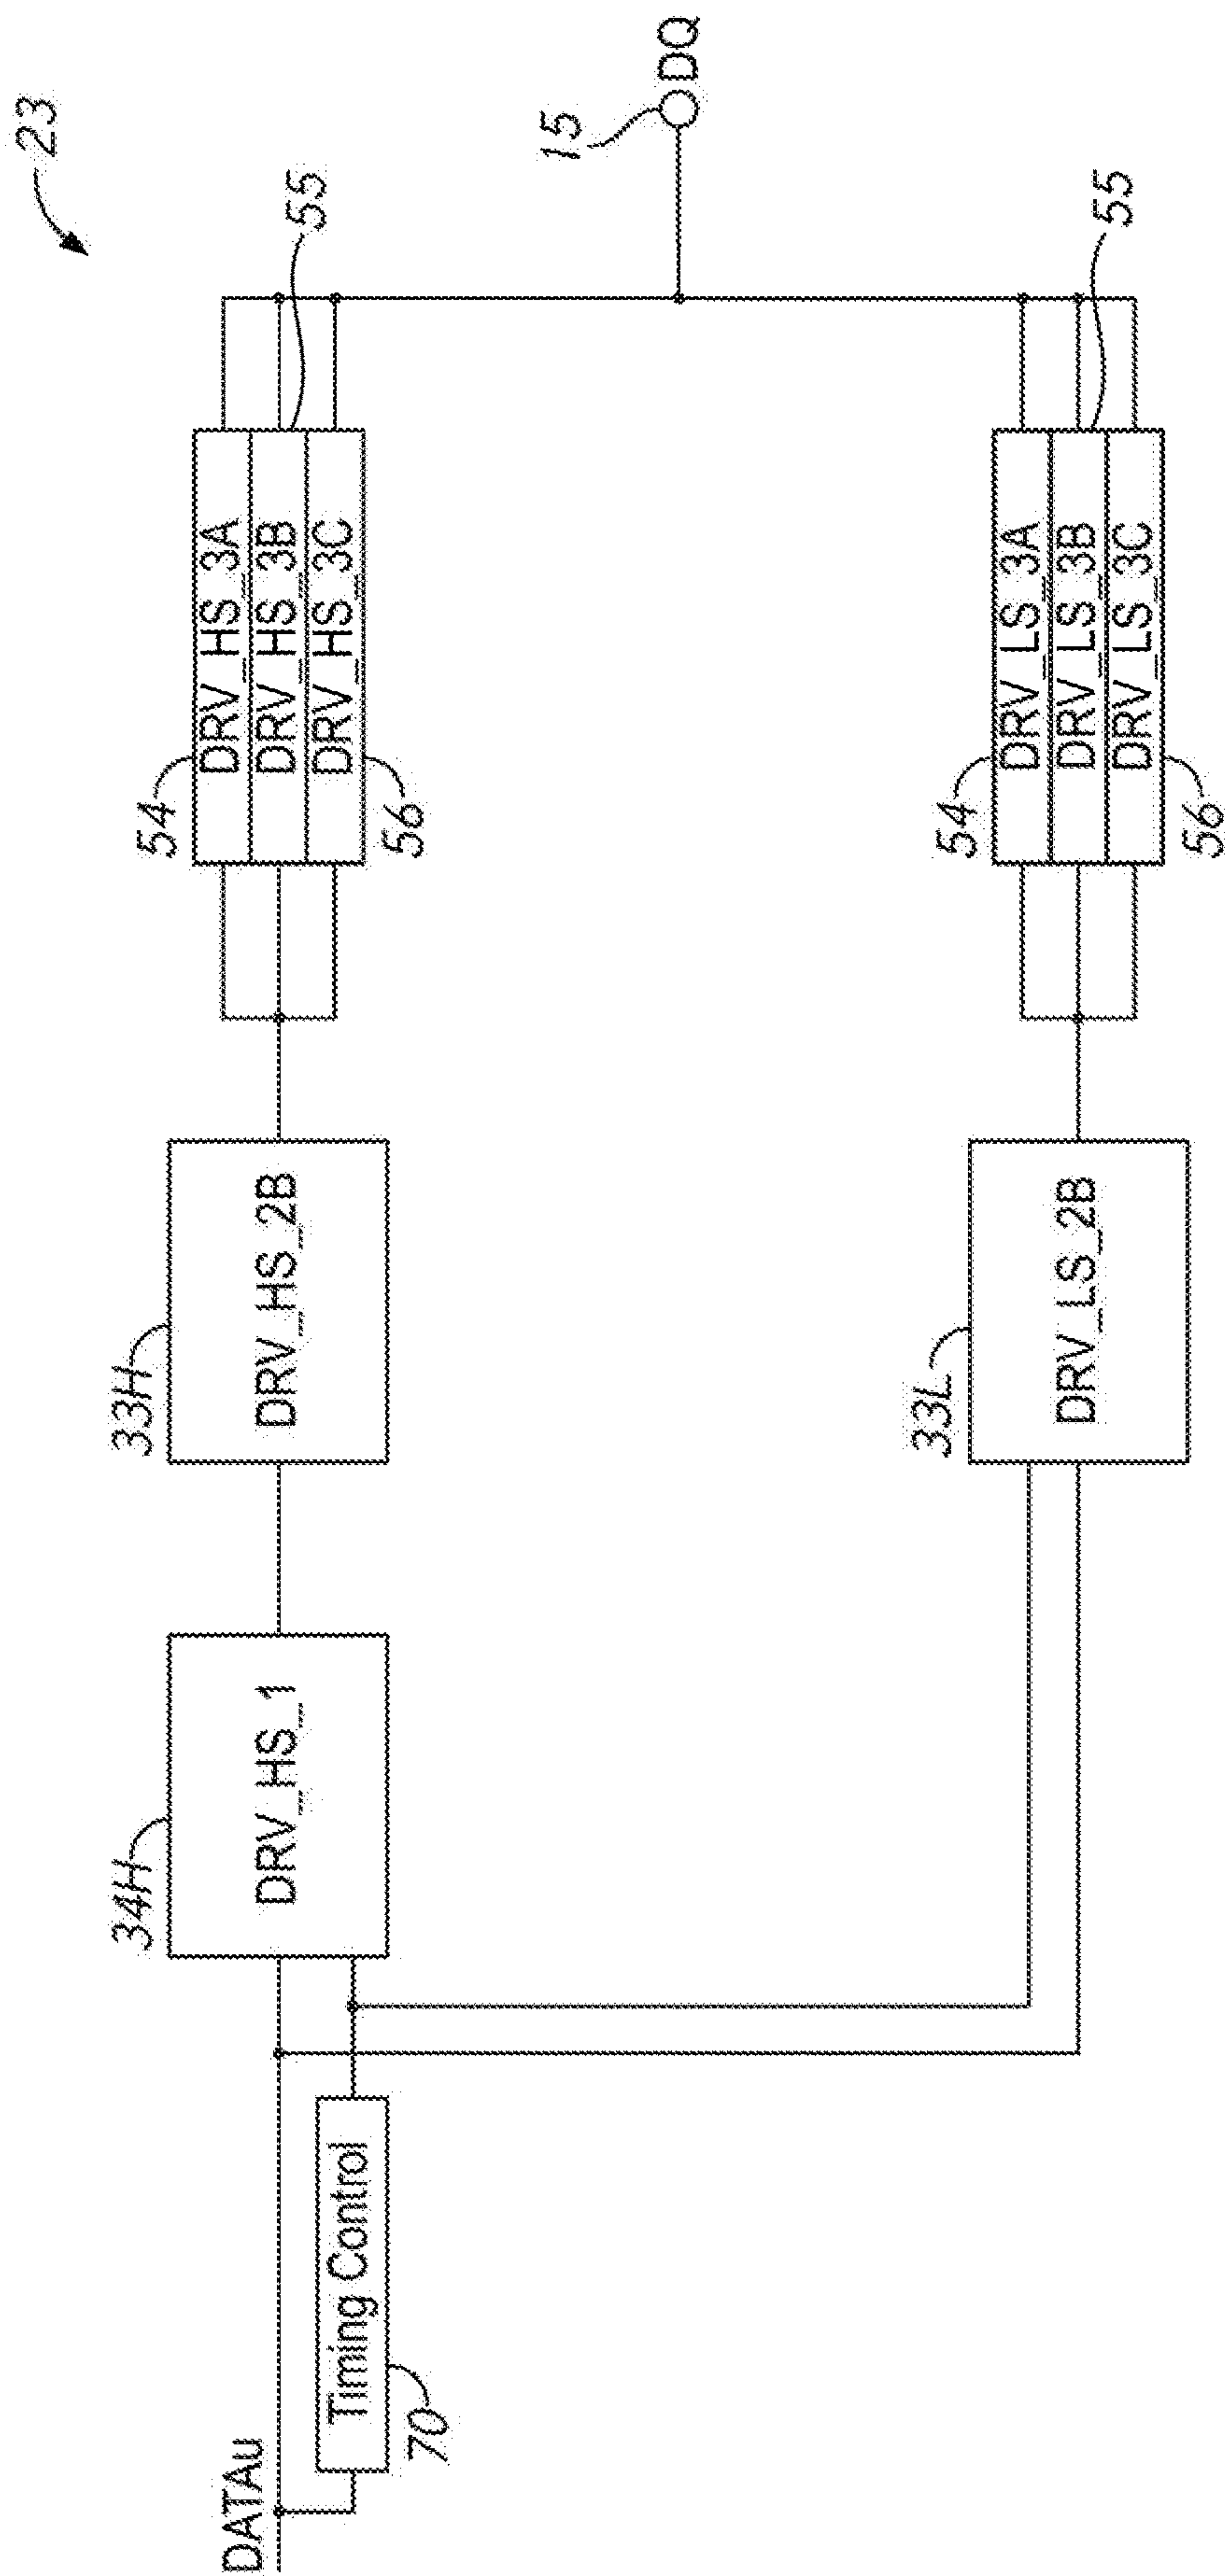 23
DATAu
Timing Control
70
34H
DRV_HS_1
33H
DRV_HS_2B
54
DRV_HS_3A
DRV_HS_3B
DRV_HS_3C
55
56
15
DQ
33L
DRV_LS_2B
54
DRV_LS_3A
DRV_LS_3B
DRV_LS_3C
55
56